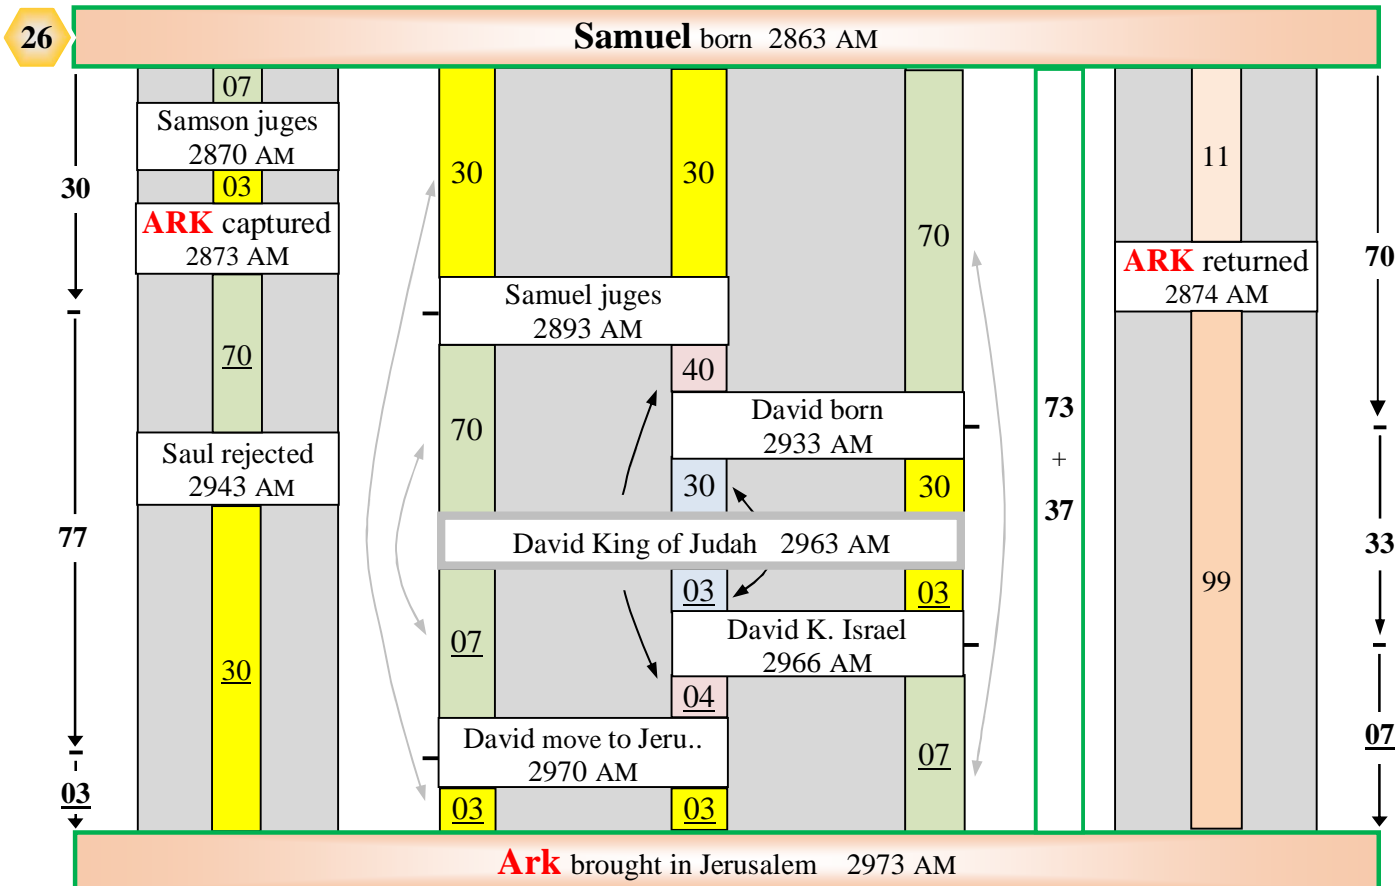 26
Samuel born 2863 AM
07
Samson juges
2870 AM
03
ARK captured
2873 AM
70
Saul rejected
2943 AM
30
30
77
03
30
30
70
Samuel juges
2893 AM
40
70
David born
2933 AM
30
30
David King of Judah 2963 AM
03
03
07
David K. Israel
2966 AM
04
David move to Jeru..
2970 AM
07
03
03
73
+
37
11
ARK returned
2874 AM
99
70
33
07
Ark brought in Jerusalem 2973 AM